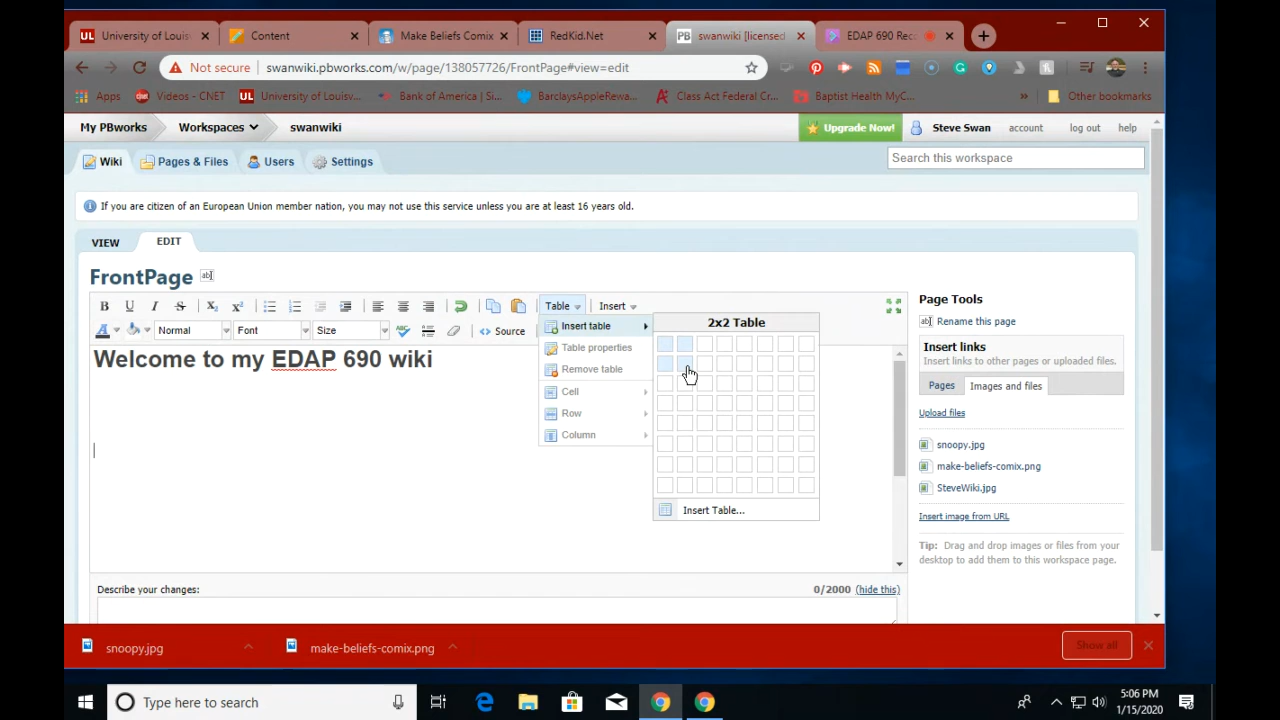 UL University of Louis
Content
Make Beliefs Comix
RedKid.Net
PB swanwiki [licensed
EDAP 690 Reco
Not secure swanwiki.pbworks.com/w/page/138057726/FrontPage#view=edit
Apps
Videos - CNET
UL University of Louisv...
Bank of America | Si...
BarclaysAppleRewa...
Class Act Federal Cr...
Baptist Health MyC...
»
Other bookmarks
My PBworks
Workspaces
swanwiki
Upgrade Now!
Steve Swan
account
log out
help
Wiki
Pages & Files
Users
Settings
Search this workspace
If you are citizen of an European Union member nation, you may not use this service unless you are at least 16 years old.
VIEW
EDIT
FrontPage
B U I S X₂ X² Table Insert
A Normal Font Size ABC Source
Welcome to my EDAP 690 wiki
Insert table
Table properties
Remove table
Cell
Row
Column
2x2 Table
Insert Table...
Page Tools
Rename this page
Insert links
Insert links to other pages or uploaded files.
Pages
Images and files
Upload files
snoopy.jpg
make-beliefs-comix.png
SteveWiki.jpg
Insert image from URL
Tip: Drag and drop images or files from your
desktop to add them to this workspace page.
Describe your changes:
0/2000 (hide this)
snoopy.jpg
make-beliefs-comix.png
Show all
Type here to search
5:06 PM
1/15/2020